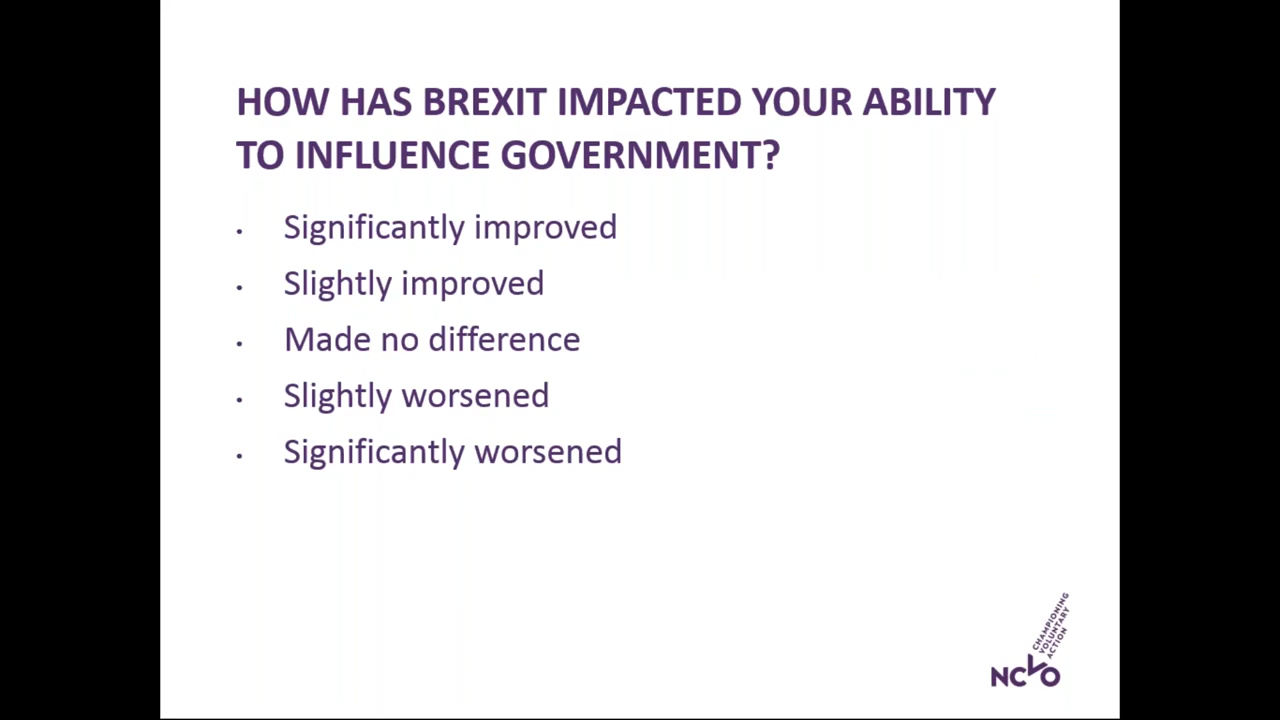 HOW HAS BREXIT IMPACTED YOUR ABILITY
TO INFLUENCE GOVERNMENT?
• Significantly improved
• Slightly improved
• Made no difference
• Slightly worsened
• Significantly worsened
CHAMPIONING
VOLUNTARY
ACTION
NCVO